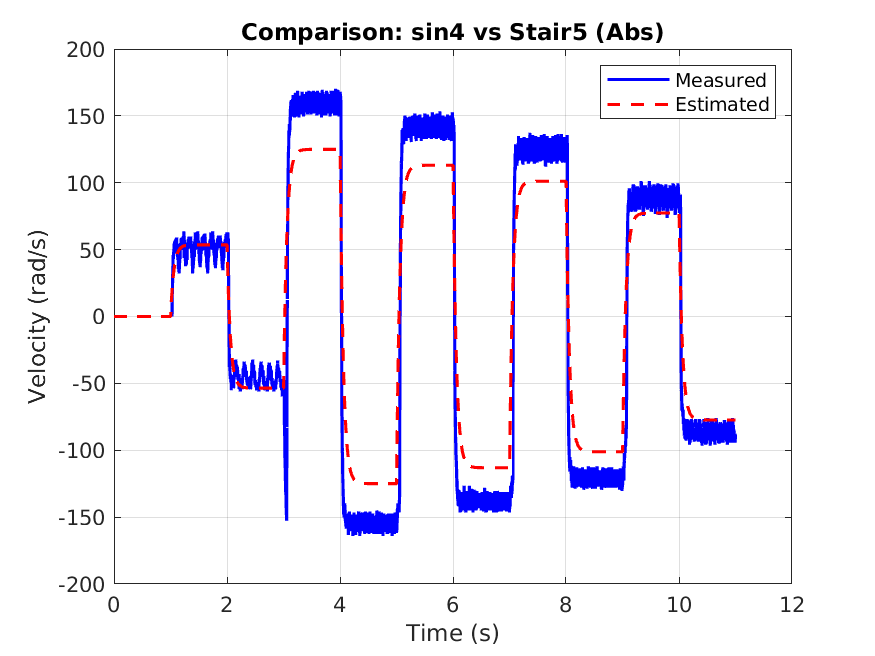 Comparison: sin4 vs Stair5 (Abs)
Measured
Estimated
Velocity (rad/s)
200
150
100
50
0
-50
-100
-150
-200
0 2 4 6 8 10 12
Time (s)